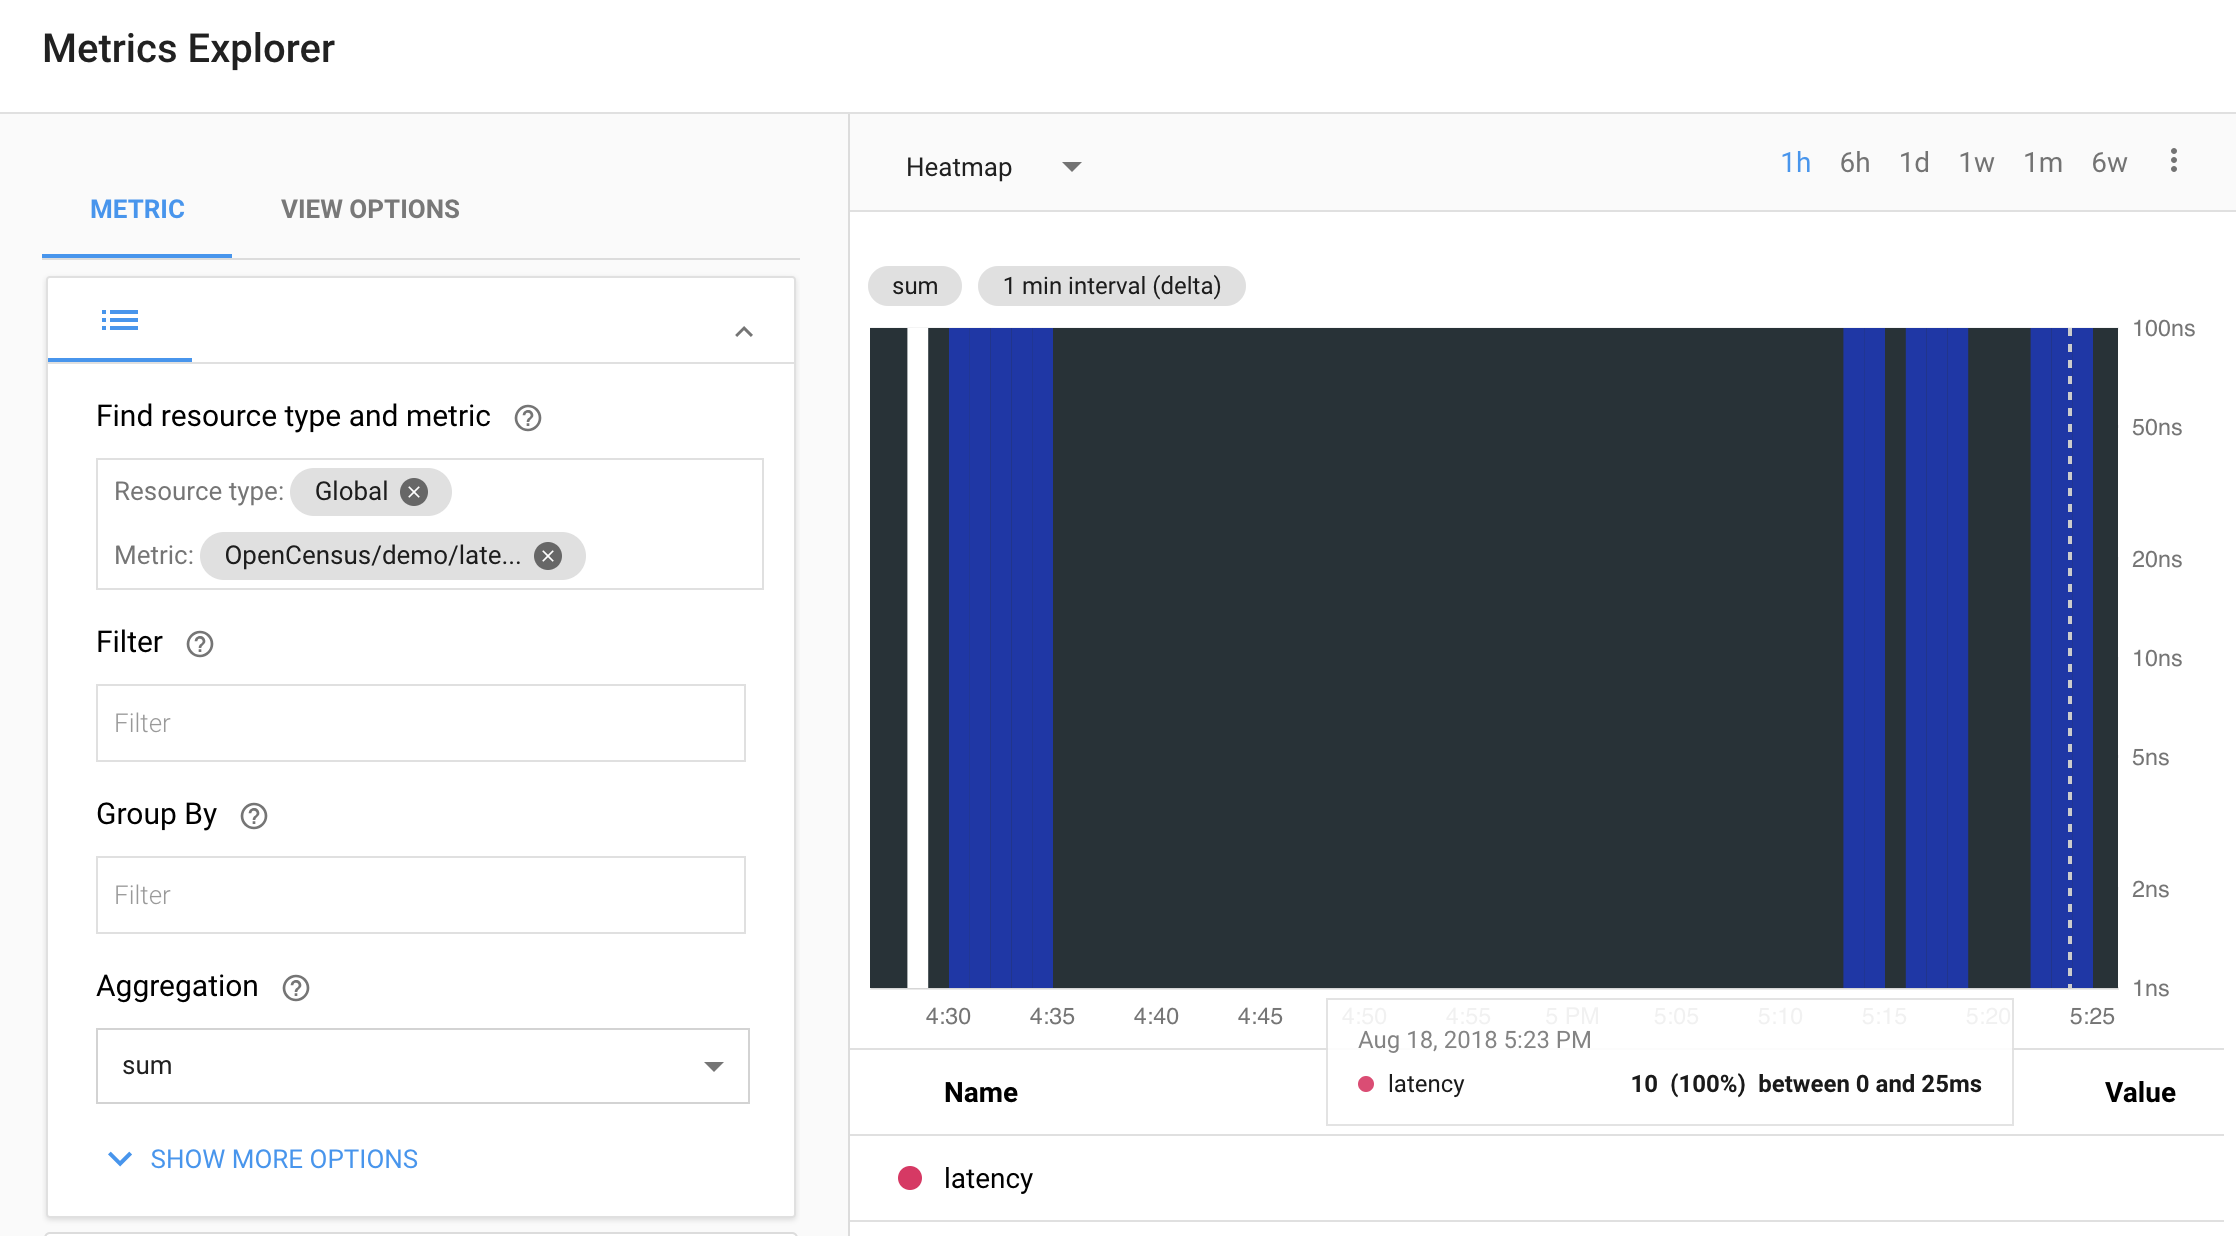 Metrics Explorer
METRIC VIEW OPTIONS
Find resource type and metric
Resource type: Global
Metric: OpenCensus/demo/late...
Filter
Filter
Group By
Filter
Aggregation
sum
SHOW MORE OPTIONS
Heatmap 1h 6h 1d 1w 1m 6w
sum 1 min interval (delta)
100ns
50ns
20ns
10ns
5ns
2ns
1ns
4:30 4:35 4:40 4:45 4:50 4:55 5 PM 5:05 5:10 5:15 5:20 5:25
Aug 18, 2018 5:23 PM
latency 10 (100%) between 0 and 25ms
Name Value
latency